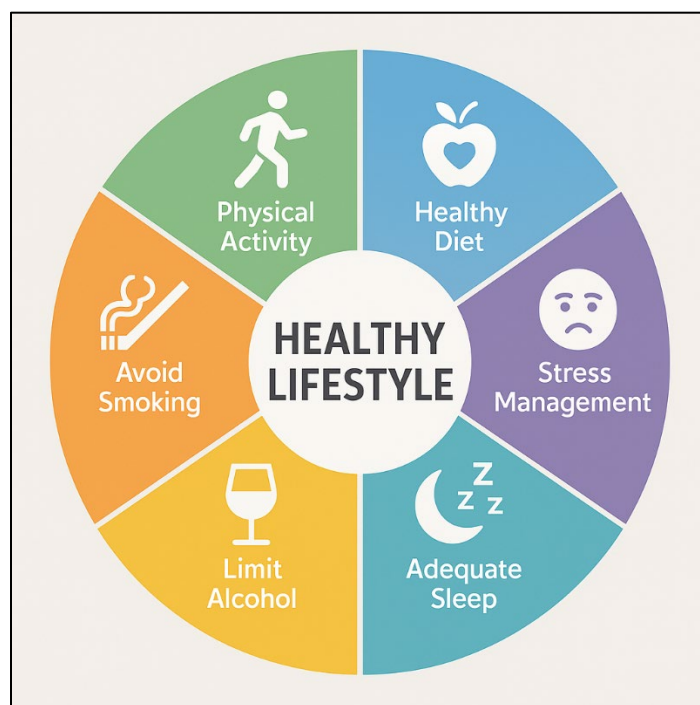 Physical
Activity
Healthy
Diet
Stress
Management
Adequate
Sleep
Limit
Alcohol
Avoid
Smoking
HEALTHY
LIFESTYLE
z
z
Z